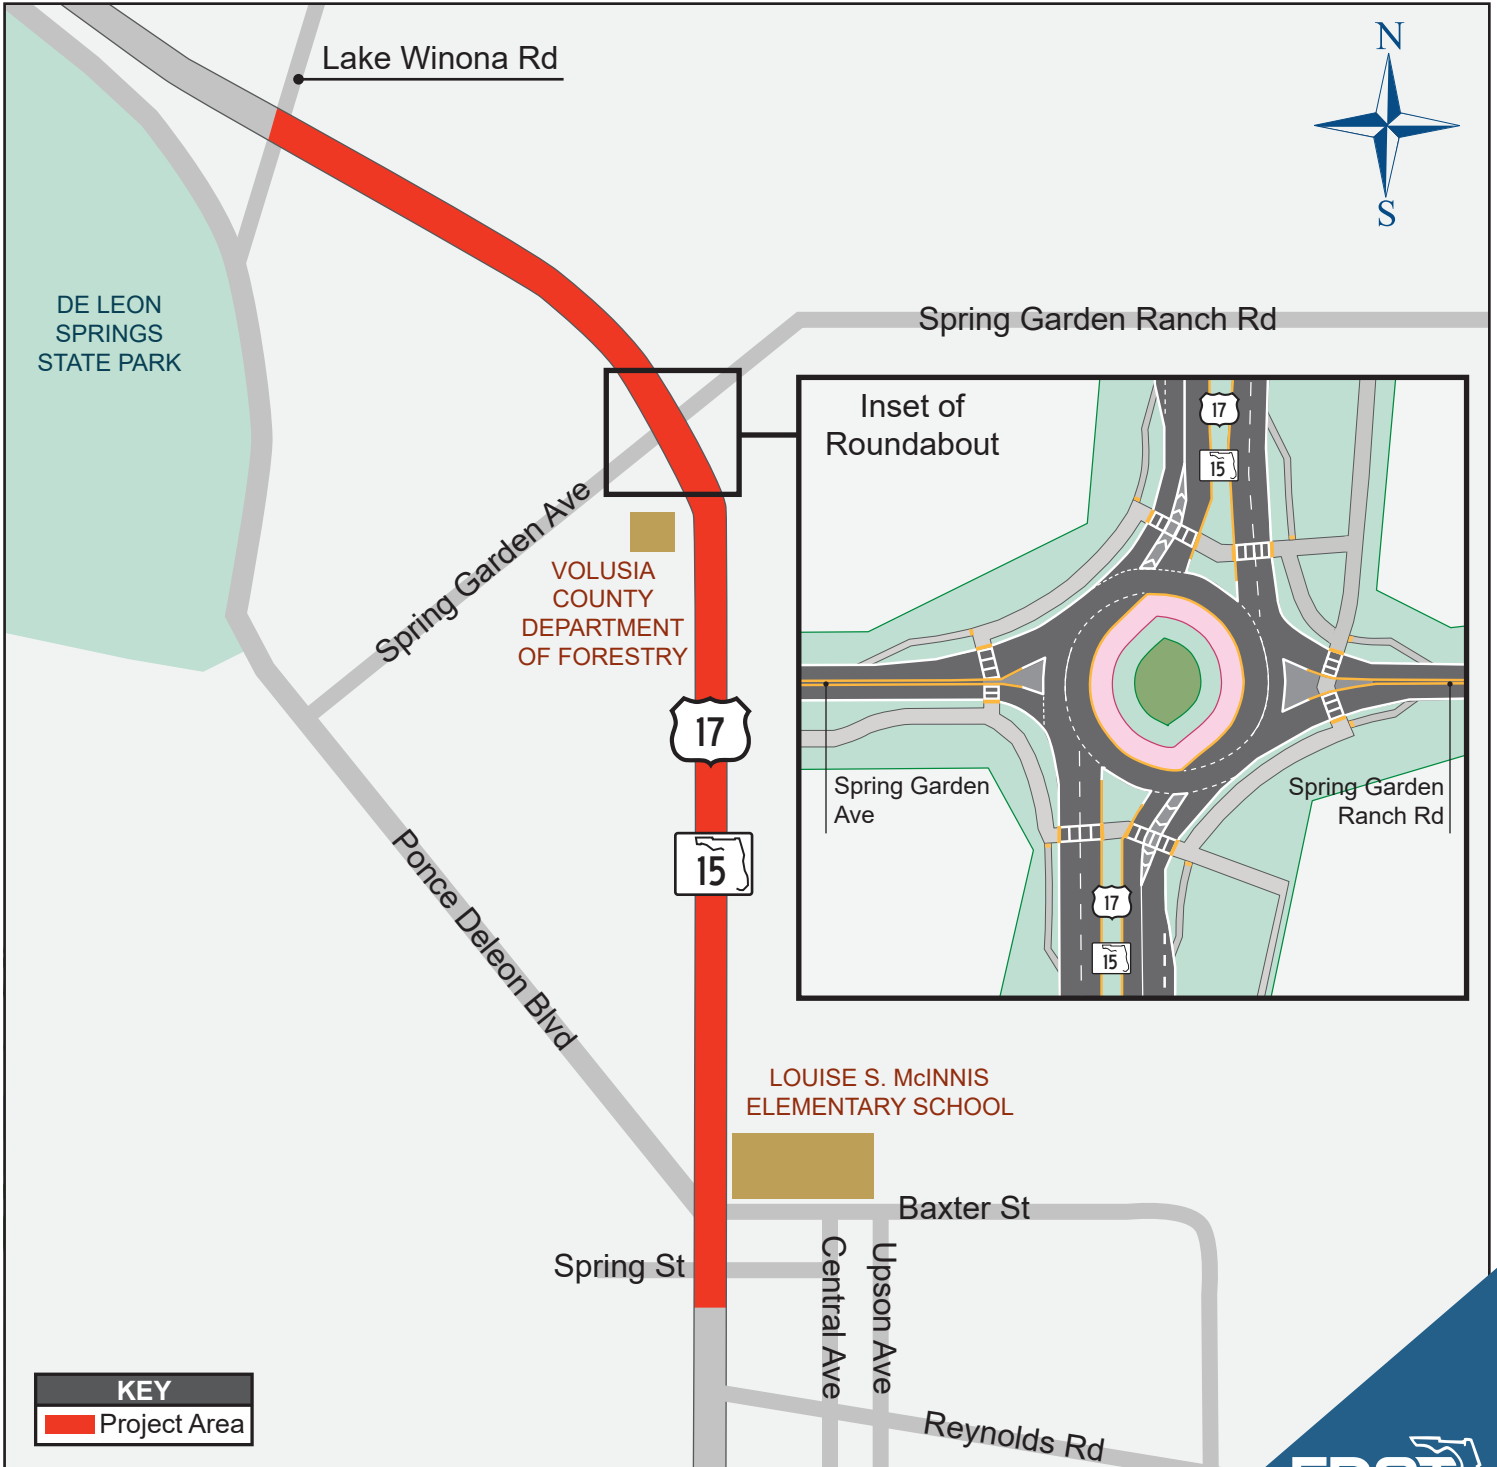 Lake Winona Rd
N
S
DE LEON
SPRINGS
STATE PARK
Spring Garden Ranch Rd
Inset of
Roundabout
17
15
Spring Garden Ave
VOLUSIA
COUNTY
DEPARTMENT
OF FORESTRY
17
15
Spring Garden
Ave
Spring Garden
Ranch Rd
17
15
Ponce Deleon Blvd
LOUISE S. McINNIS
ELEMENTARY SCHOOL
Baxter St
Spring St
Central Ave
Upson Ave
Reynolds Rd
KEY
Project Area
FDOT